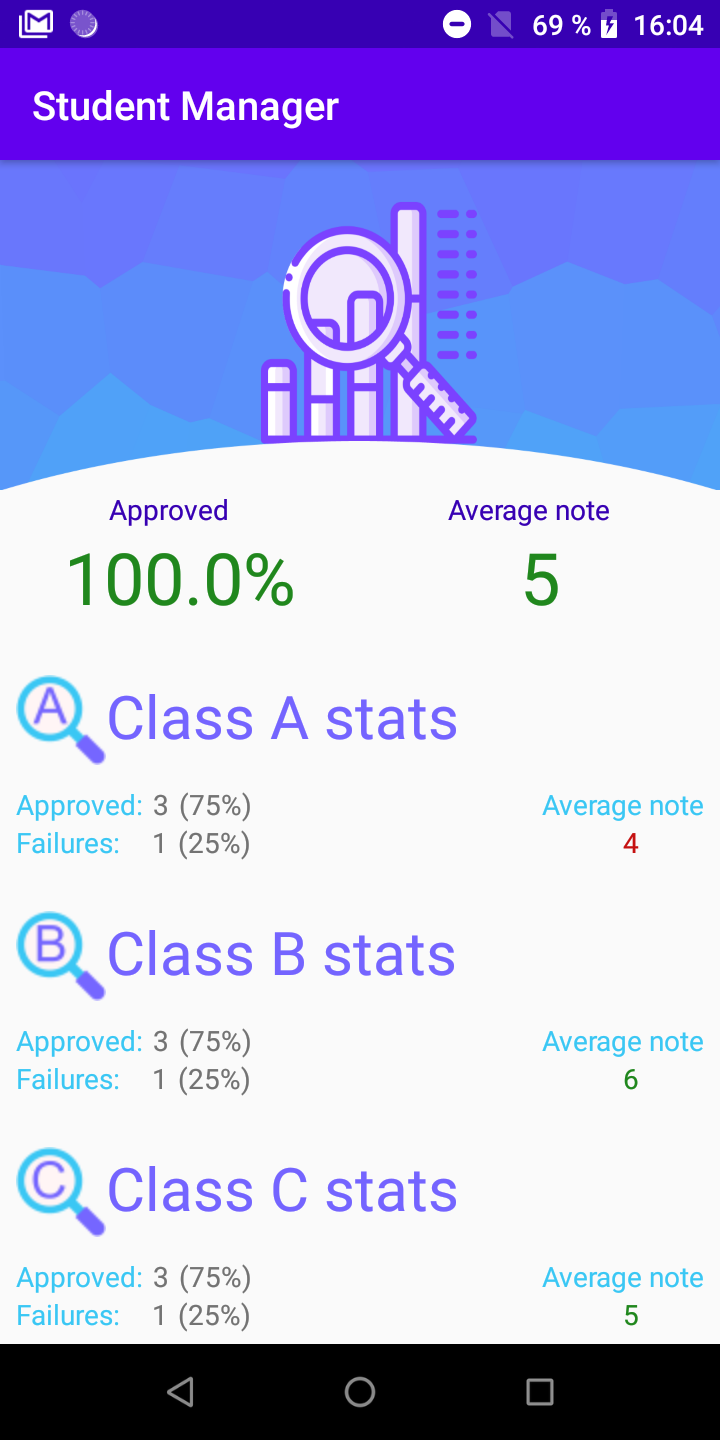 69 % 16:04
Student Manager
Approved Average note
100.0% 5
A Class A stats
Approved: 3 (75%) Average note
Failures: 1 (25%) 4
B Class B stats
Approved: 3 (75%) Average note
Failures: 1 (25%) 6
C Class C stats
Approved: 3 (75%) Average note
Failures: 1 (25%) 5